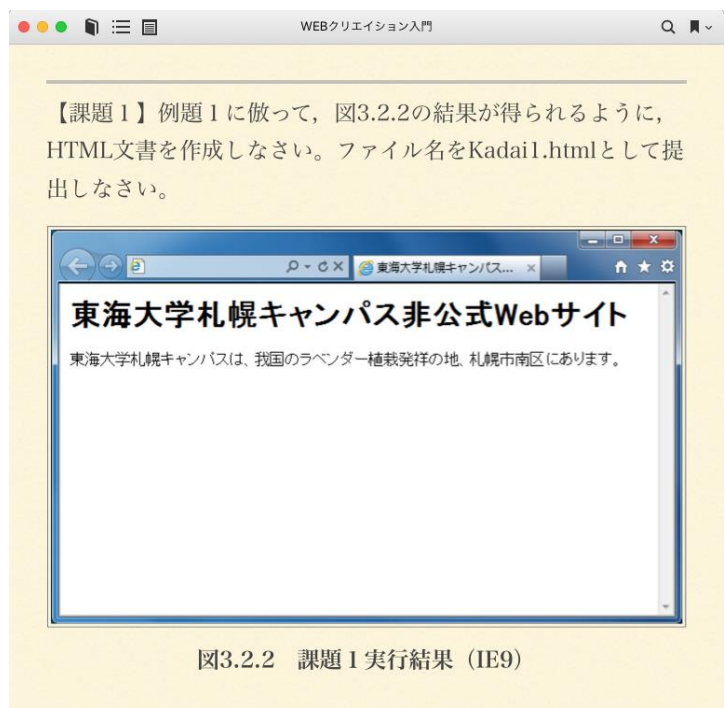 WEBクリエイション入門
【課題１】例題１に倣って，図3.2.2の結果が得られるように，
HTML文書を作成しなさい。ファイル名をKadai1.htmlとして提
出しなさい。
東海大学札幌キャンパス...
東海大学札幌キャンパス非公式Webサイト
東海大学札幌キャンパスは、我国のラベンダー植栽発祥の地、札幌市南区にあります。
図3.2.2　課題１実行結果（IE9）